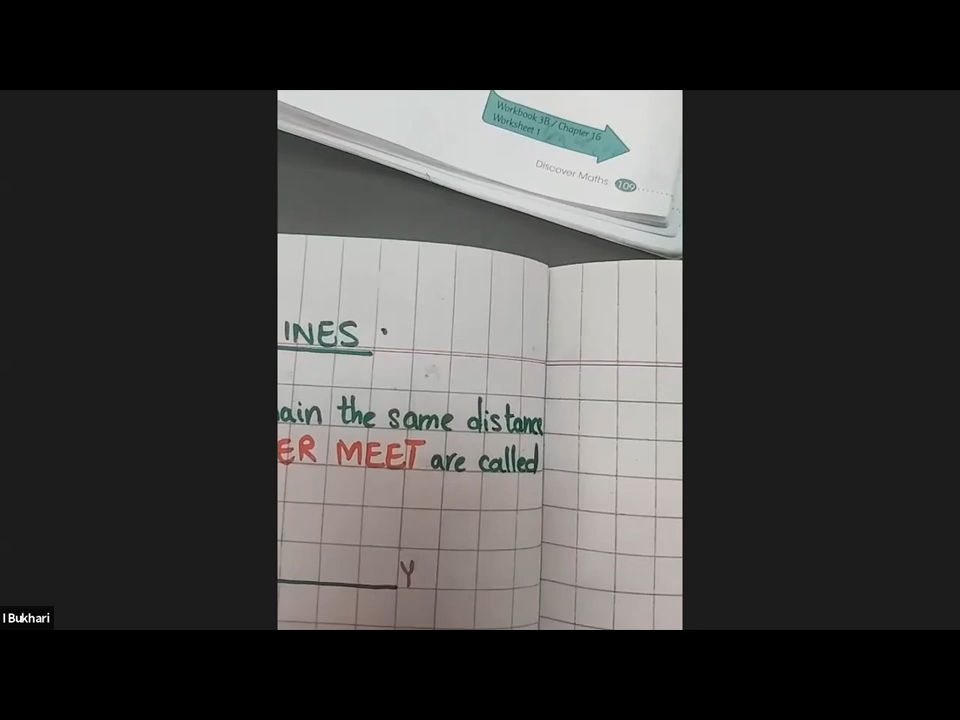 Workbook 3B / Chapter 16
Worksheet 1
Discover Maths 109
INES .
ain the same distance
ER MEET are called
Y
I Bukhari